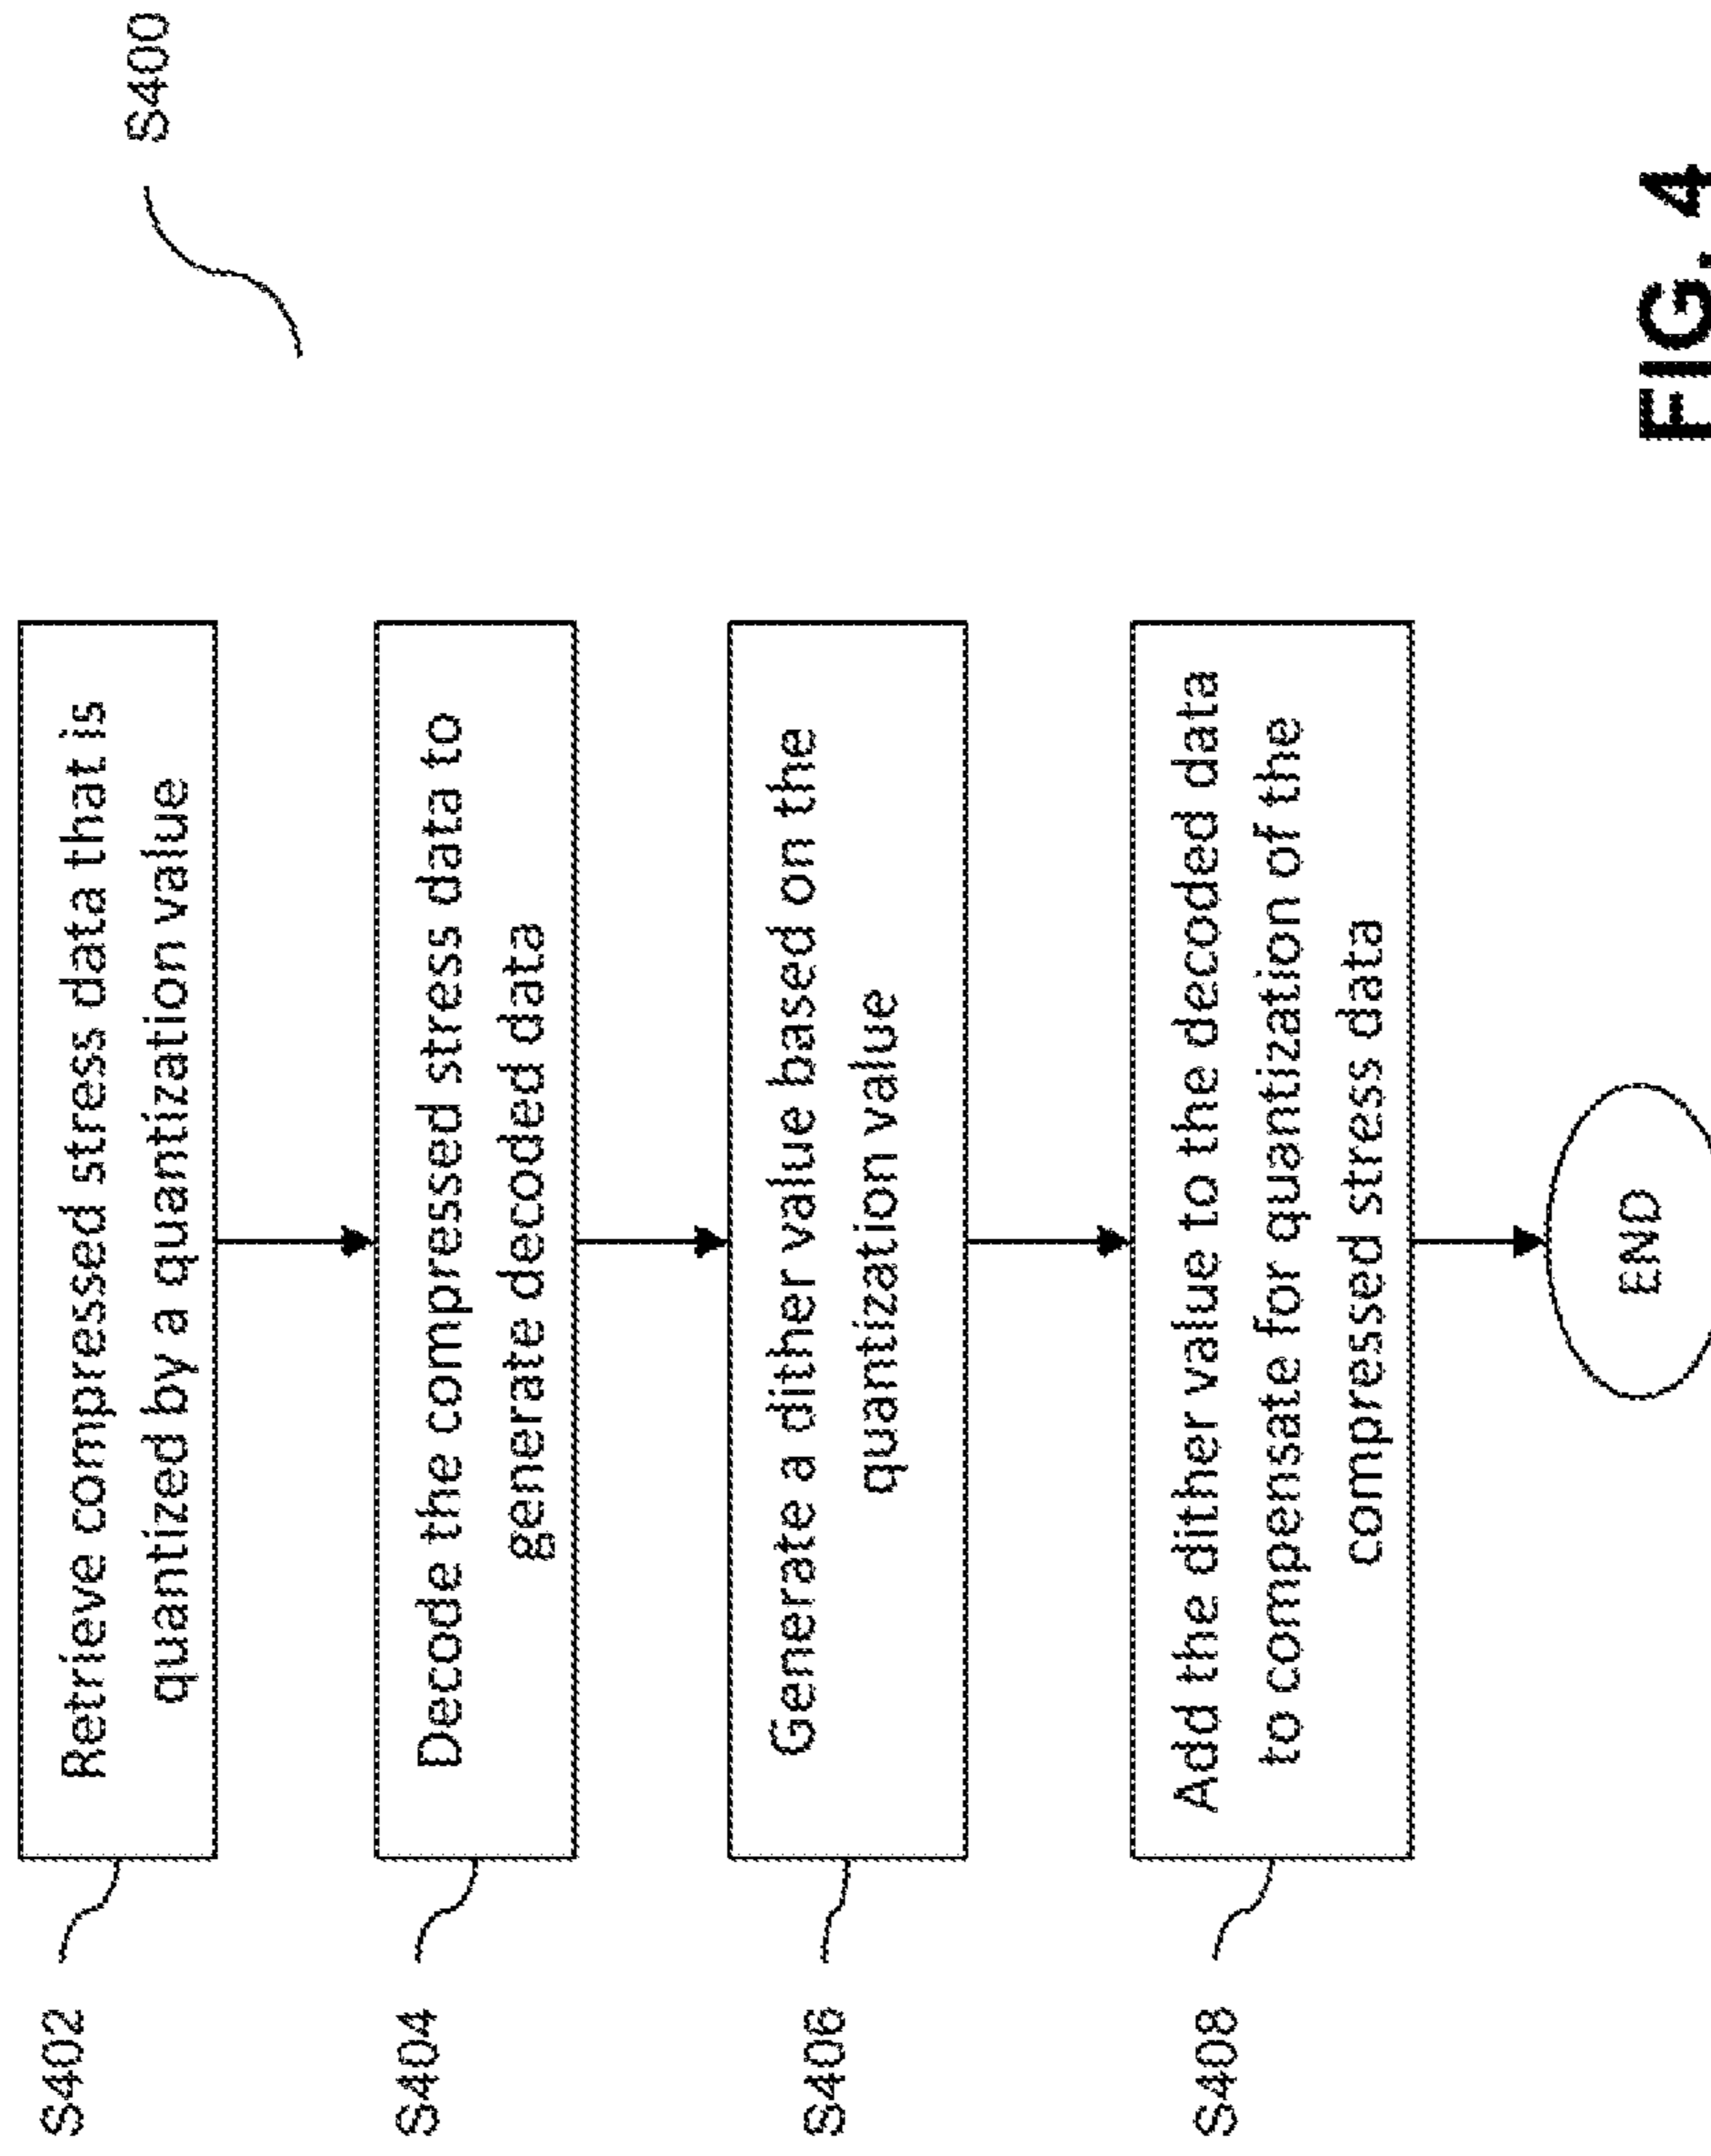 S400
S402
Retrieve compressed stress data that is
quantized by a quantization value
S404
Decode the compressed stress data to
generate decoded data
S406
Generate a dither value based on the
quantization value
S408
Add the dither value to the decoded data
to compensate for quantization of the
compressed stress data
END
FIG. 4